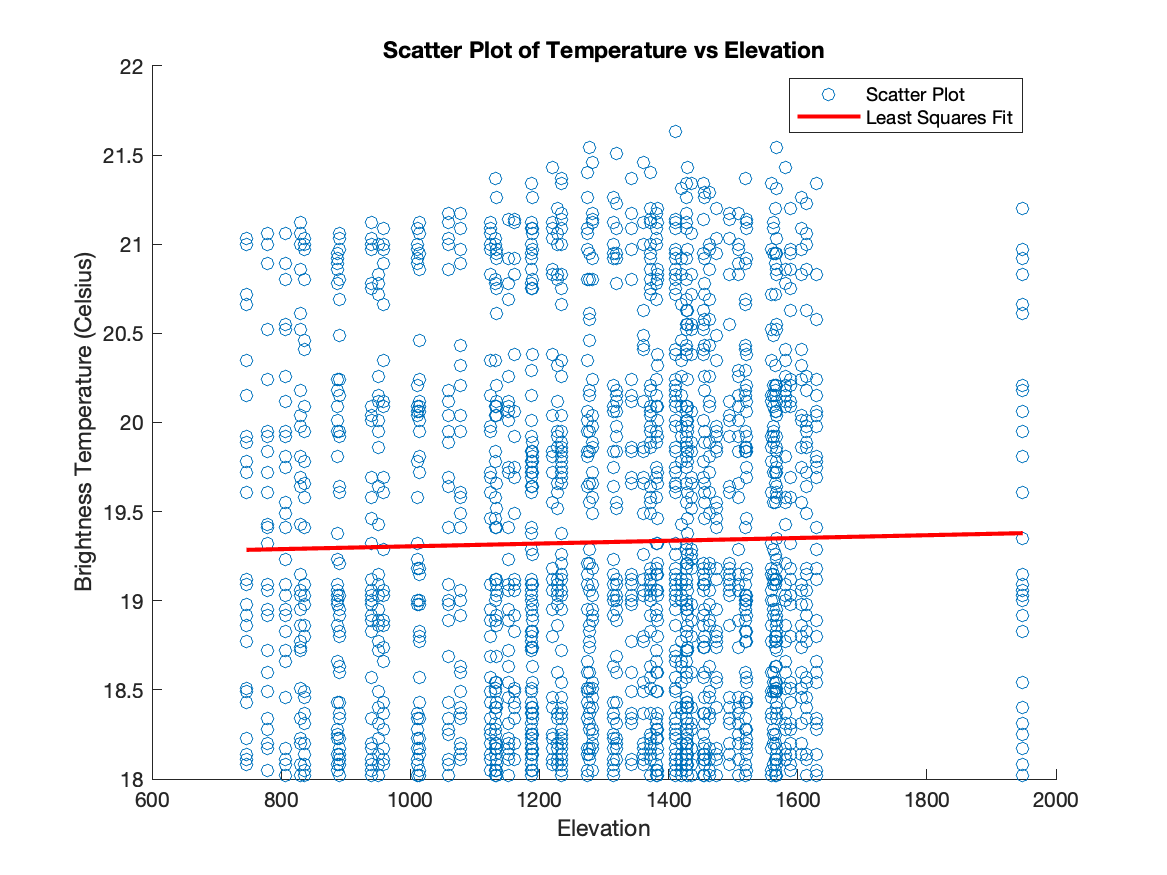 Scatter Plot of Temperature vs Elevation
Scatter Plot
Least Squares Fit
Brightness Temperature (Celsius)
22
21.5
21
20.5
20
19.5
19
18.5
18
600 800 1000 1200 1400 1600 1800 2000
Elevation